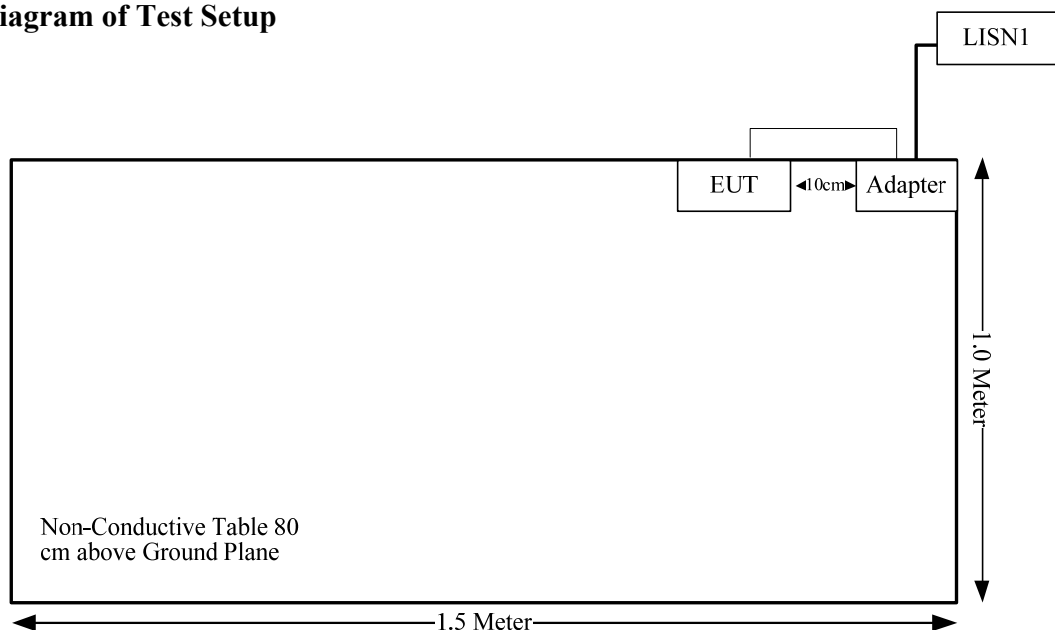 iagram of Test Setup
LISN1
EUT
10cm
Adapter
1.0 Meter
Non-Conductive Table 80
cm above Ground Plane
1.5 Meter